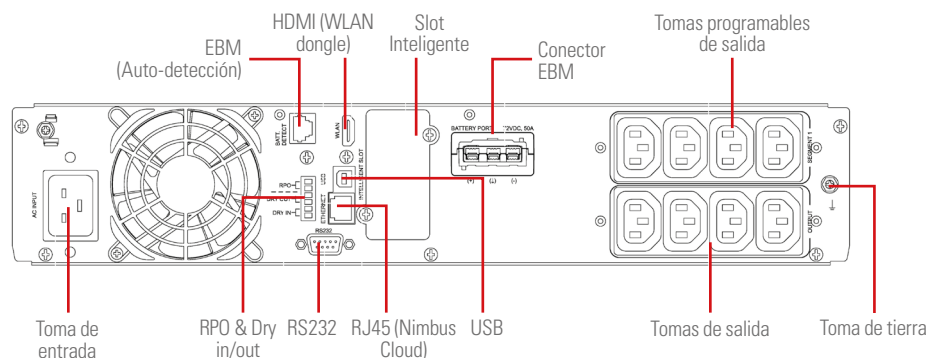 HDMI (WLAN
dongle)
Slot
Inteligente
Tomas programables
de salida
EBM
(Auto-detección)
Conector
EBM
BATT.
DETECT
WLAN
BATTERY PORT 72VDC, 50A
(+) (⏚) (-)
SEGMENT 1
AC INPUT
RPO
DRY OUT
DRY IN
USB
INTELLIGENT SLOT
ETHERNET
RS232
OUTPUT
Toma de
entrada
RPO & Dry
in/out
RS232
RJ45 (Nimbus
Cloud)
USB
Tomas de salida
Toma de tierra